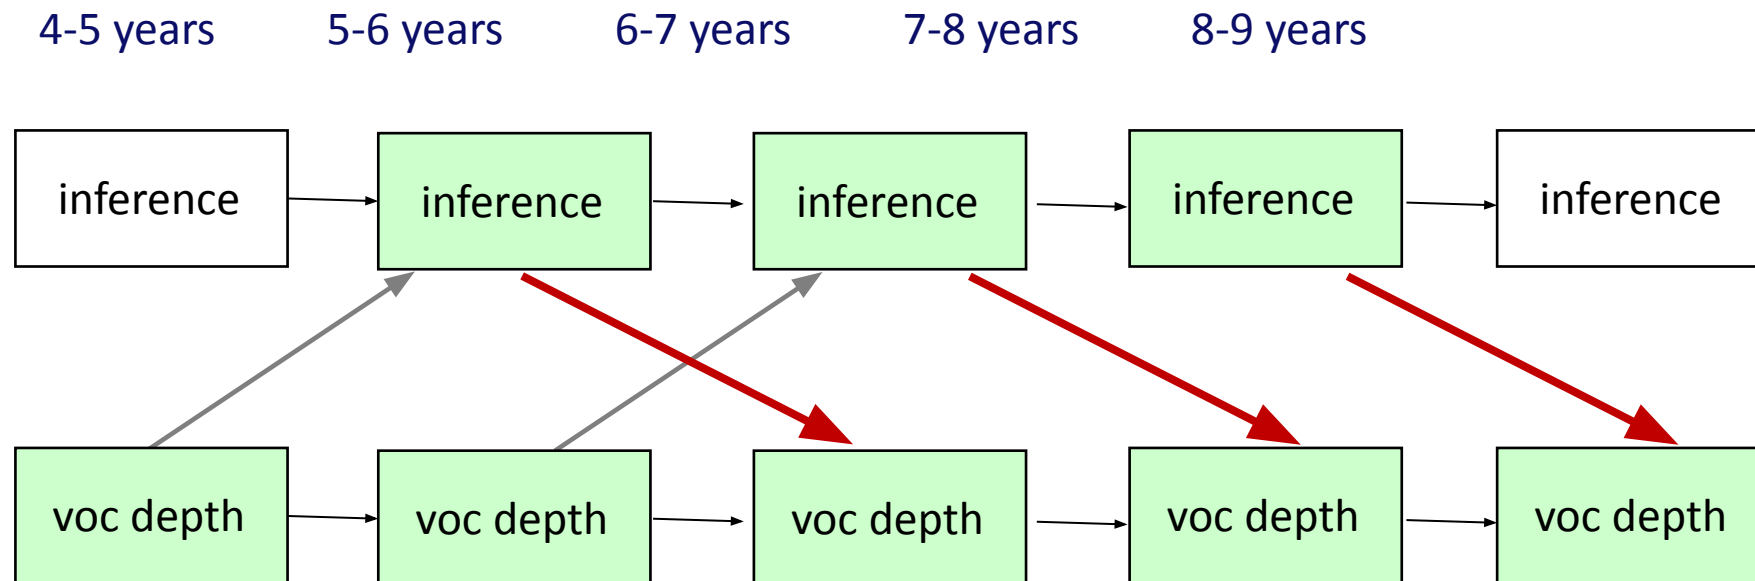 4-5 years 5-6 years 6-7 years 7-8 years 8-9 years
inference inference inference inference inference
voc depth voc depth voc depth voc depth voc depth